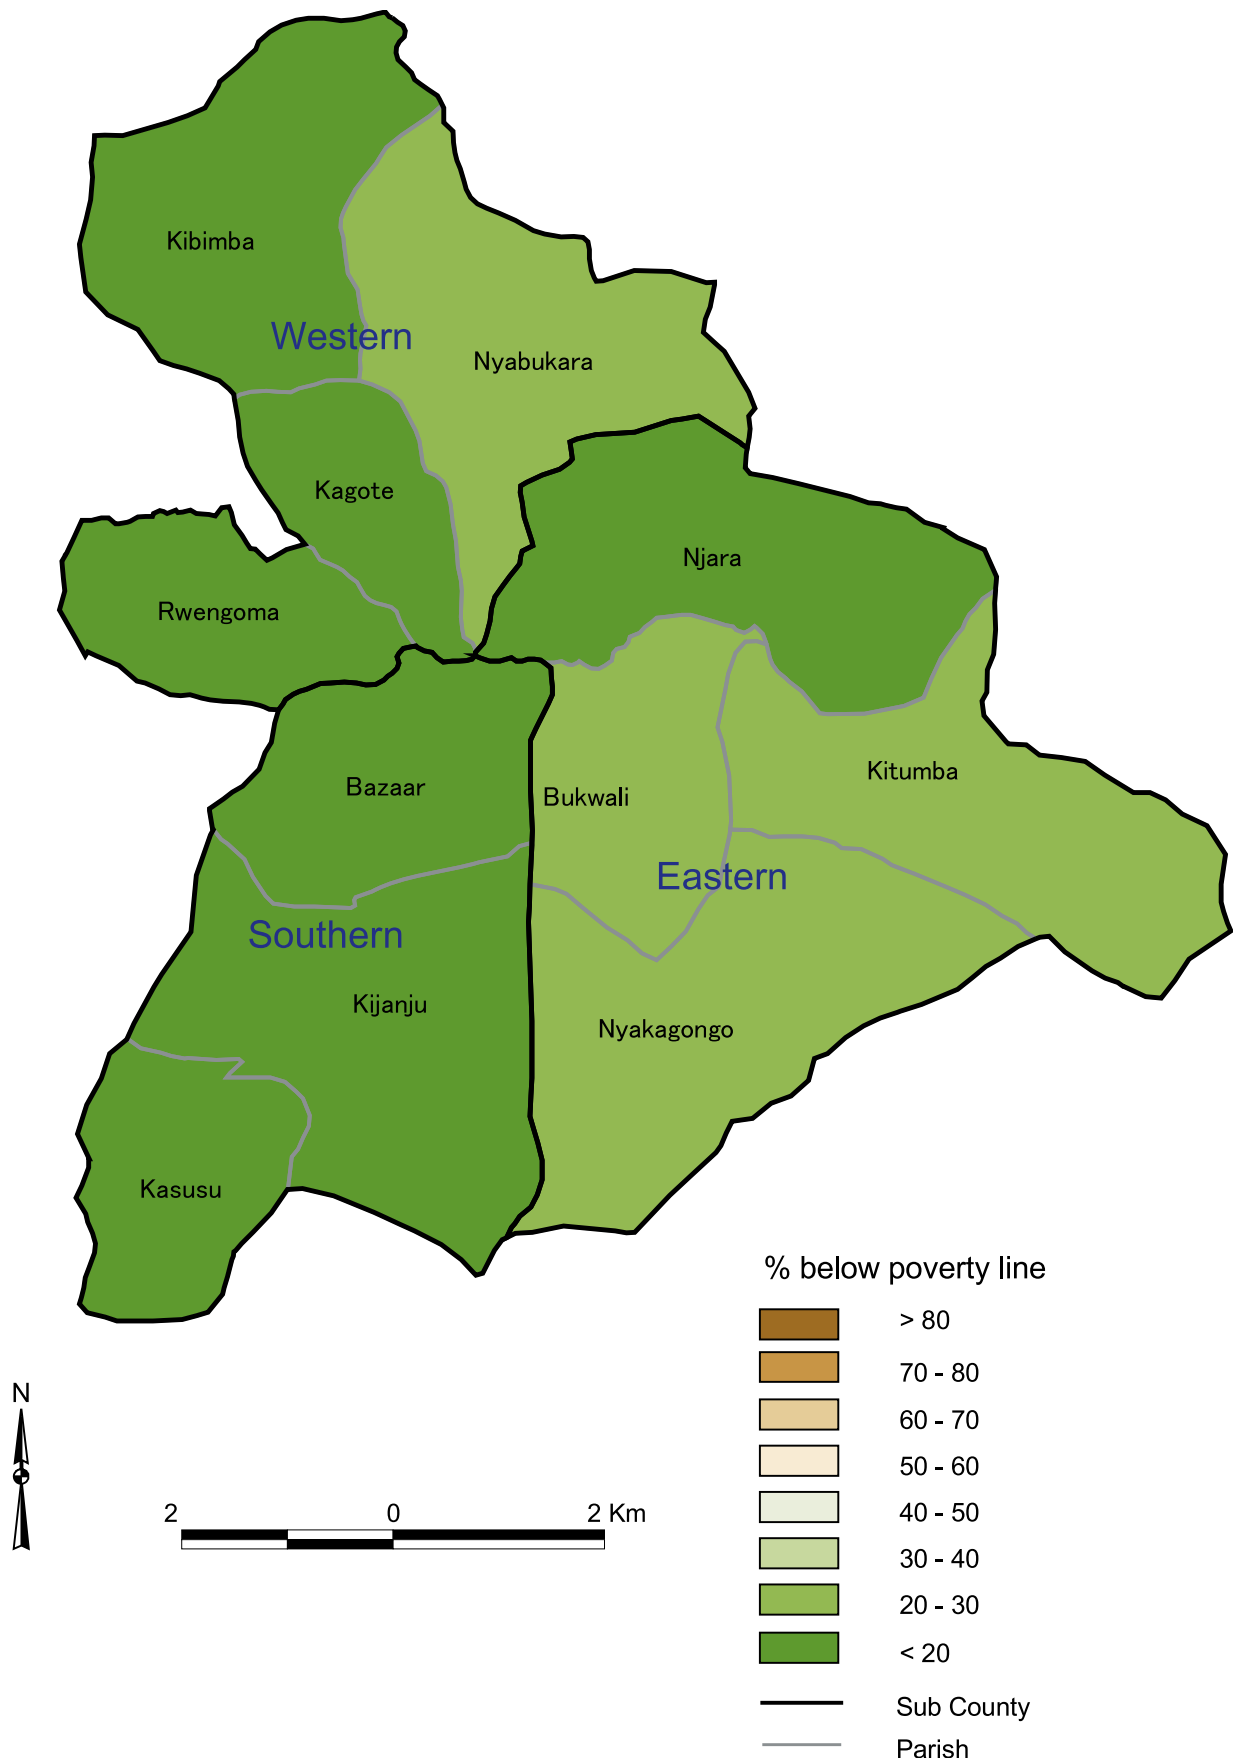 Kibimba
Western
Nyabukara
Kagote
Njara
Rwengoma
Kitumba
Bazaar
Bukwali
Eastern
Southern
Kijanju
Nyakagongo
Kasusu
% below poverty line
> 80
70 - 80
60 - 70
50 - 60
40 - 50
30 - 40
20 - 30
< 20
Sub County
Parish
N
2 0 2 Km